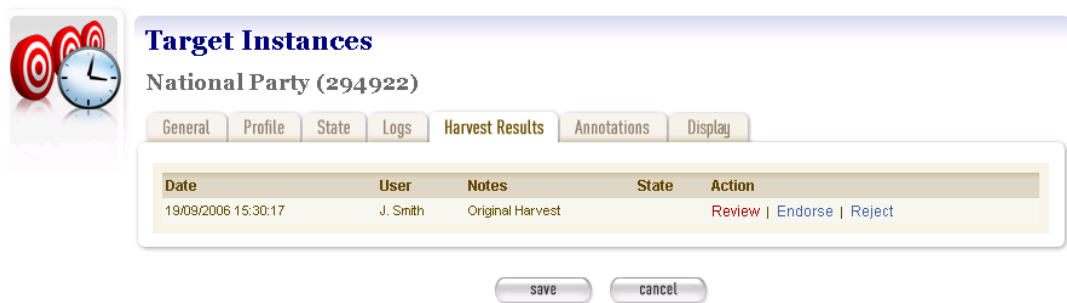 Target Instances
National Party (294922)
General Profile State Logs Harvest Results Annotations Display
Date User Notes State Action
19/09/2006 15:30:17 J. Smith Original Harvest Review | Endorse | Reject
save cancel